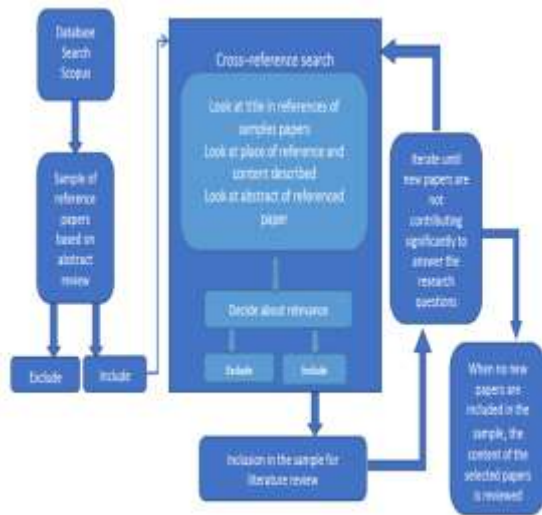 Database
Search
Scopus
Sample of
reference
papers
based on
abstract
review
Exclude
Include
Cross-reference search
Look at title in references of
samples papers
Look at place of reference and
content described
Look at abstract of referenced
paper
Decide about relevance
Exclude
Include
Inclusion in the sample for
literature review
Iterate until
new papers are
not
contributing
significantly to
answer the
research
questions
When no new
papers are
included in the
sample, the
content of the
selected papers
is reviewed